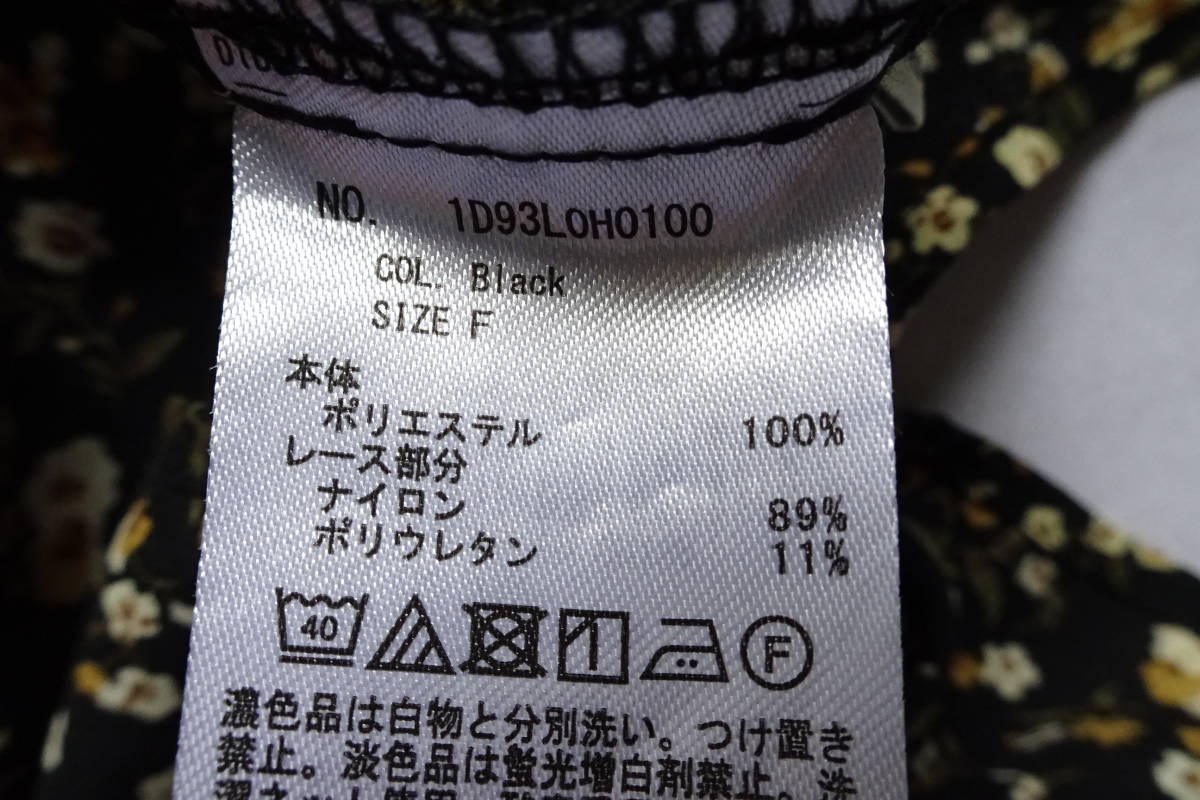 NO. 1D93L0H0100
COL. Black
SIZE F
本体
ポリエステル 100%
レース部分
ナイロン 89%
ポリウレタン 11%
40 F
濃色品は白物と分別洗い。つけ置き
禁止。淡色品は蛍光増白剤禁止。洗